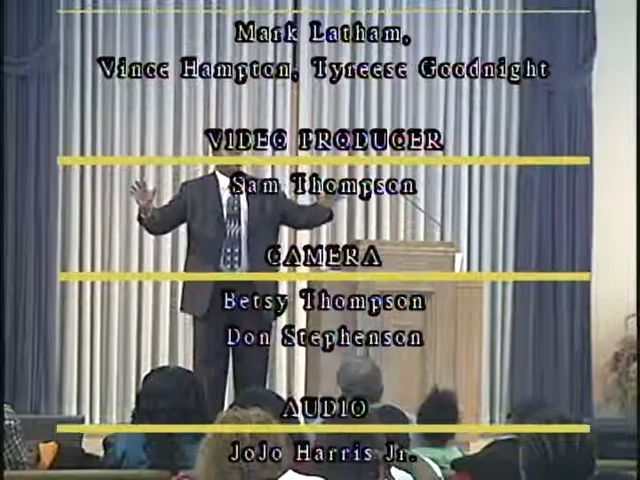 Mark Latham,
Vince Hampton, Tyreese Goodnight
VIDEO PRODUCER
Sam Thompson
CAMERA
Betsy Thompson
Don Stephenson
AUDIO
JoJo Harris Jr.